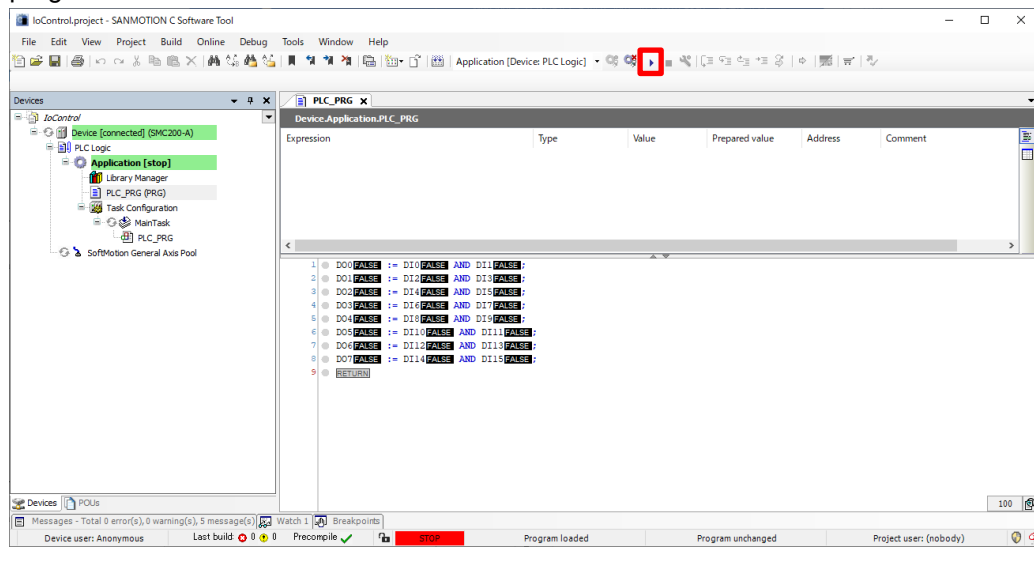 IoControl.project - SANMOTION C Software Tool
File Edit View Project Build Online Debug Tools Window Help
Application [Device: PLC Logic]
Devices
PLC_PRG
IoControl
Device [connected] (SMC200-A)
PLC Logic
Application [stop]
Library Manager
PLC_PRG (PRG)
Task Configuration
MainTask
PLC_PRG
SoftMotion General Axis Pool
Device.Application.PLC_PRG
Expression Type Value Prepared value Address Comment
1 DO0 FALSE := DI0 FALSE AND DI1 FALSE ;
2 DO1 FALSE := DI2 FALSE AND DI3 FALSE ;
3 DO2 FALSE := DI4 FALSE AND DI5 FALSE ;
4 DO3 FALSE := DI6 FALSE AND DI7 FALSE ;
5 DO4 FALSE := DI8 FALSE AND DI9 FALSE ;
6 DO5 FALSE := DI10 FALSE AND DI11 FALSE ;
7 DO6 FALSE := DI12 FALSE AND DI13 FALSE ;
8 DO7 FALSE := DI14 FALSE AND DI15 FALSE ;
9 RETURN
100
Devices POUs
Messages - Total 0 error(s), 0 warning(s), 5 message(s) Watch 1 Breakpoints
Device user: Anonymous Last build: 0 0 Precompile STOP Program loaded Program unchanged Project user: (nobody)